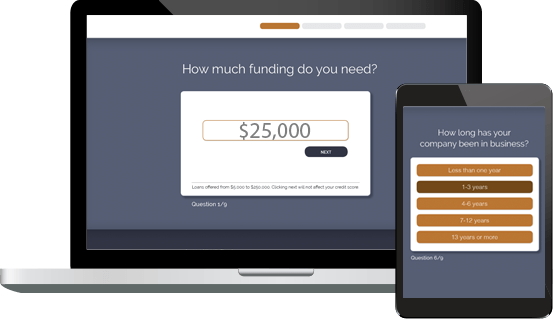 How much funding do you need?
$25,000
NEXT
Loans offered from $5,000 to $250,000. Clicking next will not affect your credit score
Question 1/9
How long has your
company been in business?
Less than one year
1-3 years
4-6 years
7-12 years
13 years or more
Question 6/9